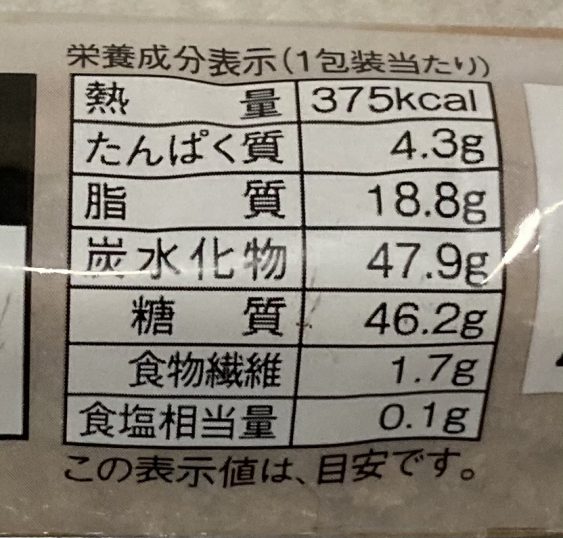 栄養成分表示(1包装当たり)
熱量 375kcal
たんぱく質 4.3g
脂質 18.8g
炭水化物 47.9g
糖質 46.2g
食物繊維 1.7g
食塩相当量 0.1g
この表示値は、目安です。